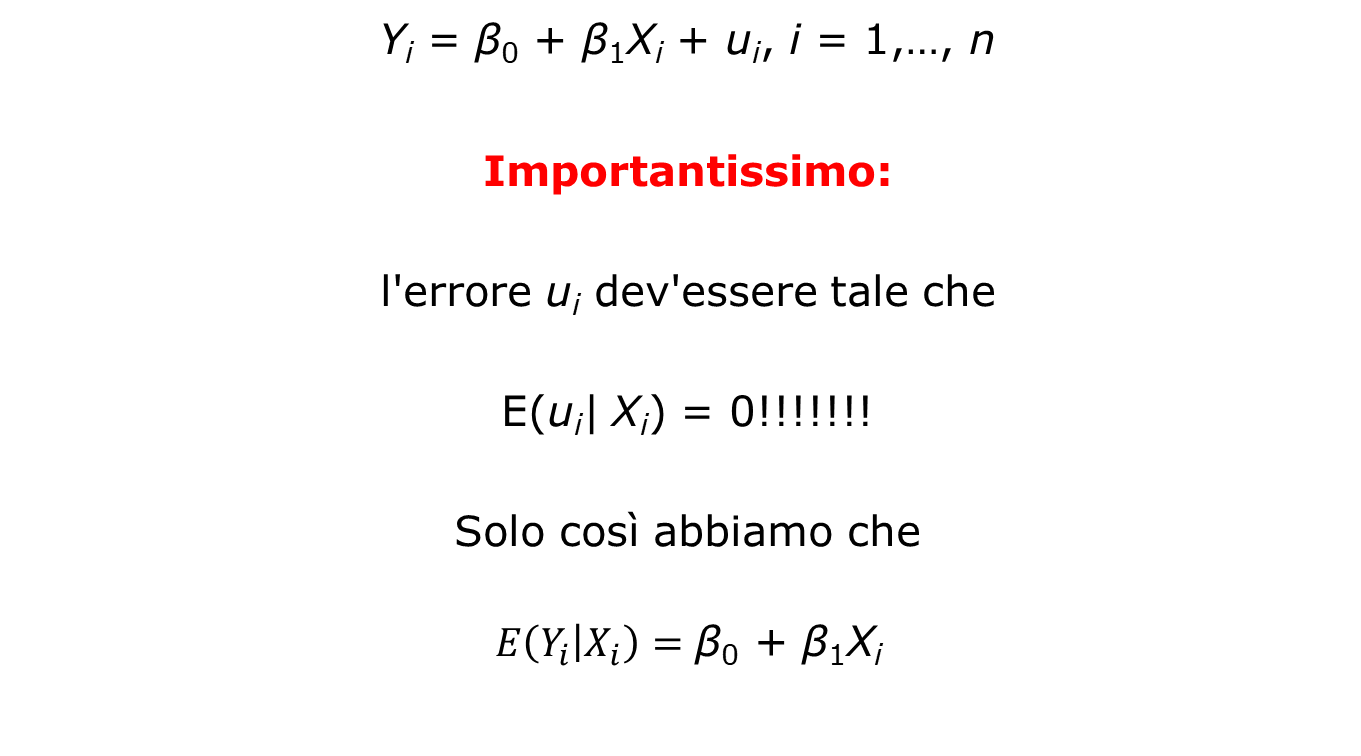 Yi = β0 + β1Xi + ui, i = 1,…, n
Importantissimo:
l'errore ui dev'essere tale che
E(ui| Xi) = 0!!!!!!!
Solo così abbiamo che
E(Yi|Xi) = β0 + β1Xi